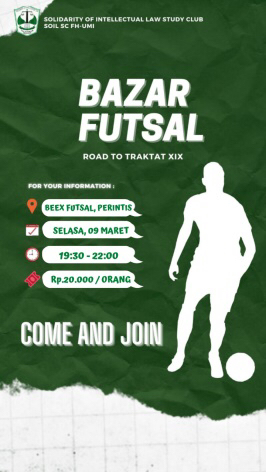 SOLIDARITY OF INTELLECTUAL LAW STUDY CLUB
SOIL SC FH-UMI
BAZAR
FUTSAL
ROAD TO TRAKTAT XIX
FOR YOUR INFORMATION :
BEEX FUTSAL, PERINTIS
SELASA, 09 MARET
19:30 - 22:00
Rp.20.000 / ORANG
COME AND JOIN